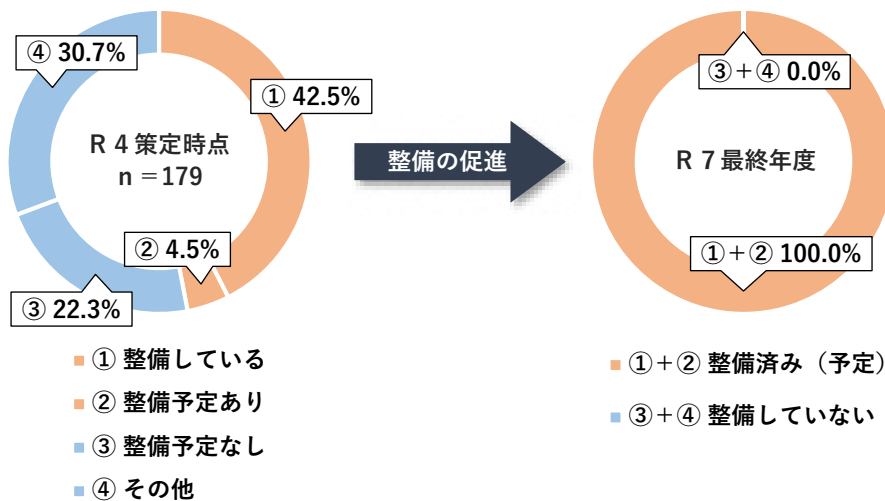 ④ 30.7%
① 42.5%
R 4 策定時点
n =179
② 4.5%
③ 22.3%
① 整備している
② 整備予定あり
③ 整備予定なし
④ その他
整備の促進
③+④ 0.0%
R 7 最終年度
①+② 100.0%
①+② 整備済み（予定）
③+④ 整備していない